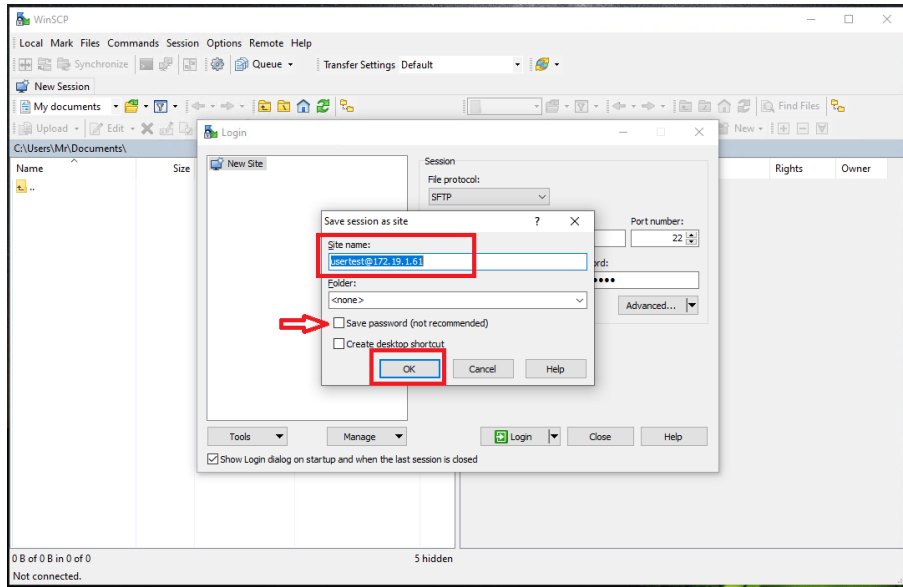 WinSCP
Local Mark Files Commands Session Options Remote Help
Synchronize Queue Transfer Settings Default
New Session
My documents Find Files
Upload Edit New
C:\Users\Mr\Documents\
Name Size Rights Owner
..
Login
New Site
Session
File protocol:
SFTP
Port number:
22
Advanced...
Save session as site
Site name:
usertest@172.19.1.61
Folder:
<none>
Save password (not recommended)
Create desktop shortcut
OK Cancel Help
Tools Manage Login Close Help
Show Login dialog on startup and when the last session is closed
0 B of 0 B in 0 of 0 5 hidden
Not connected.